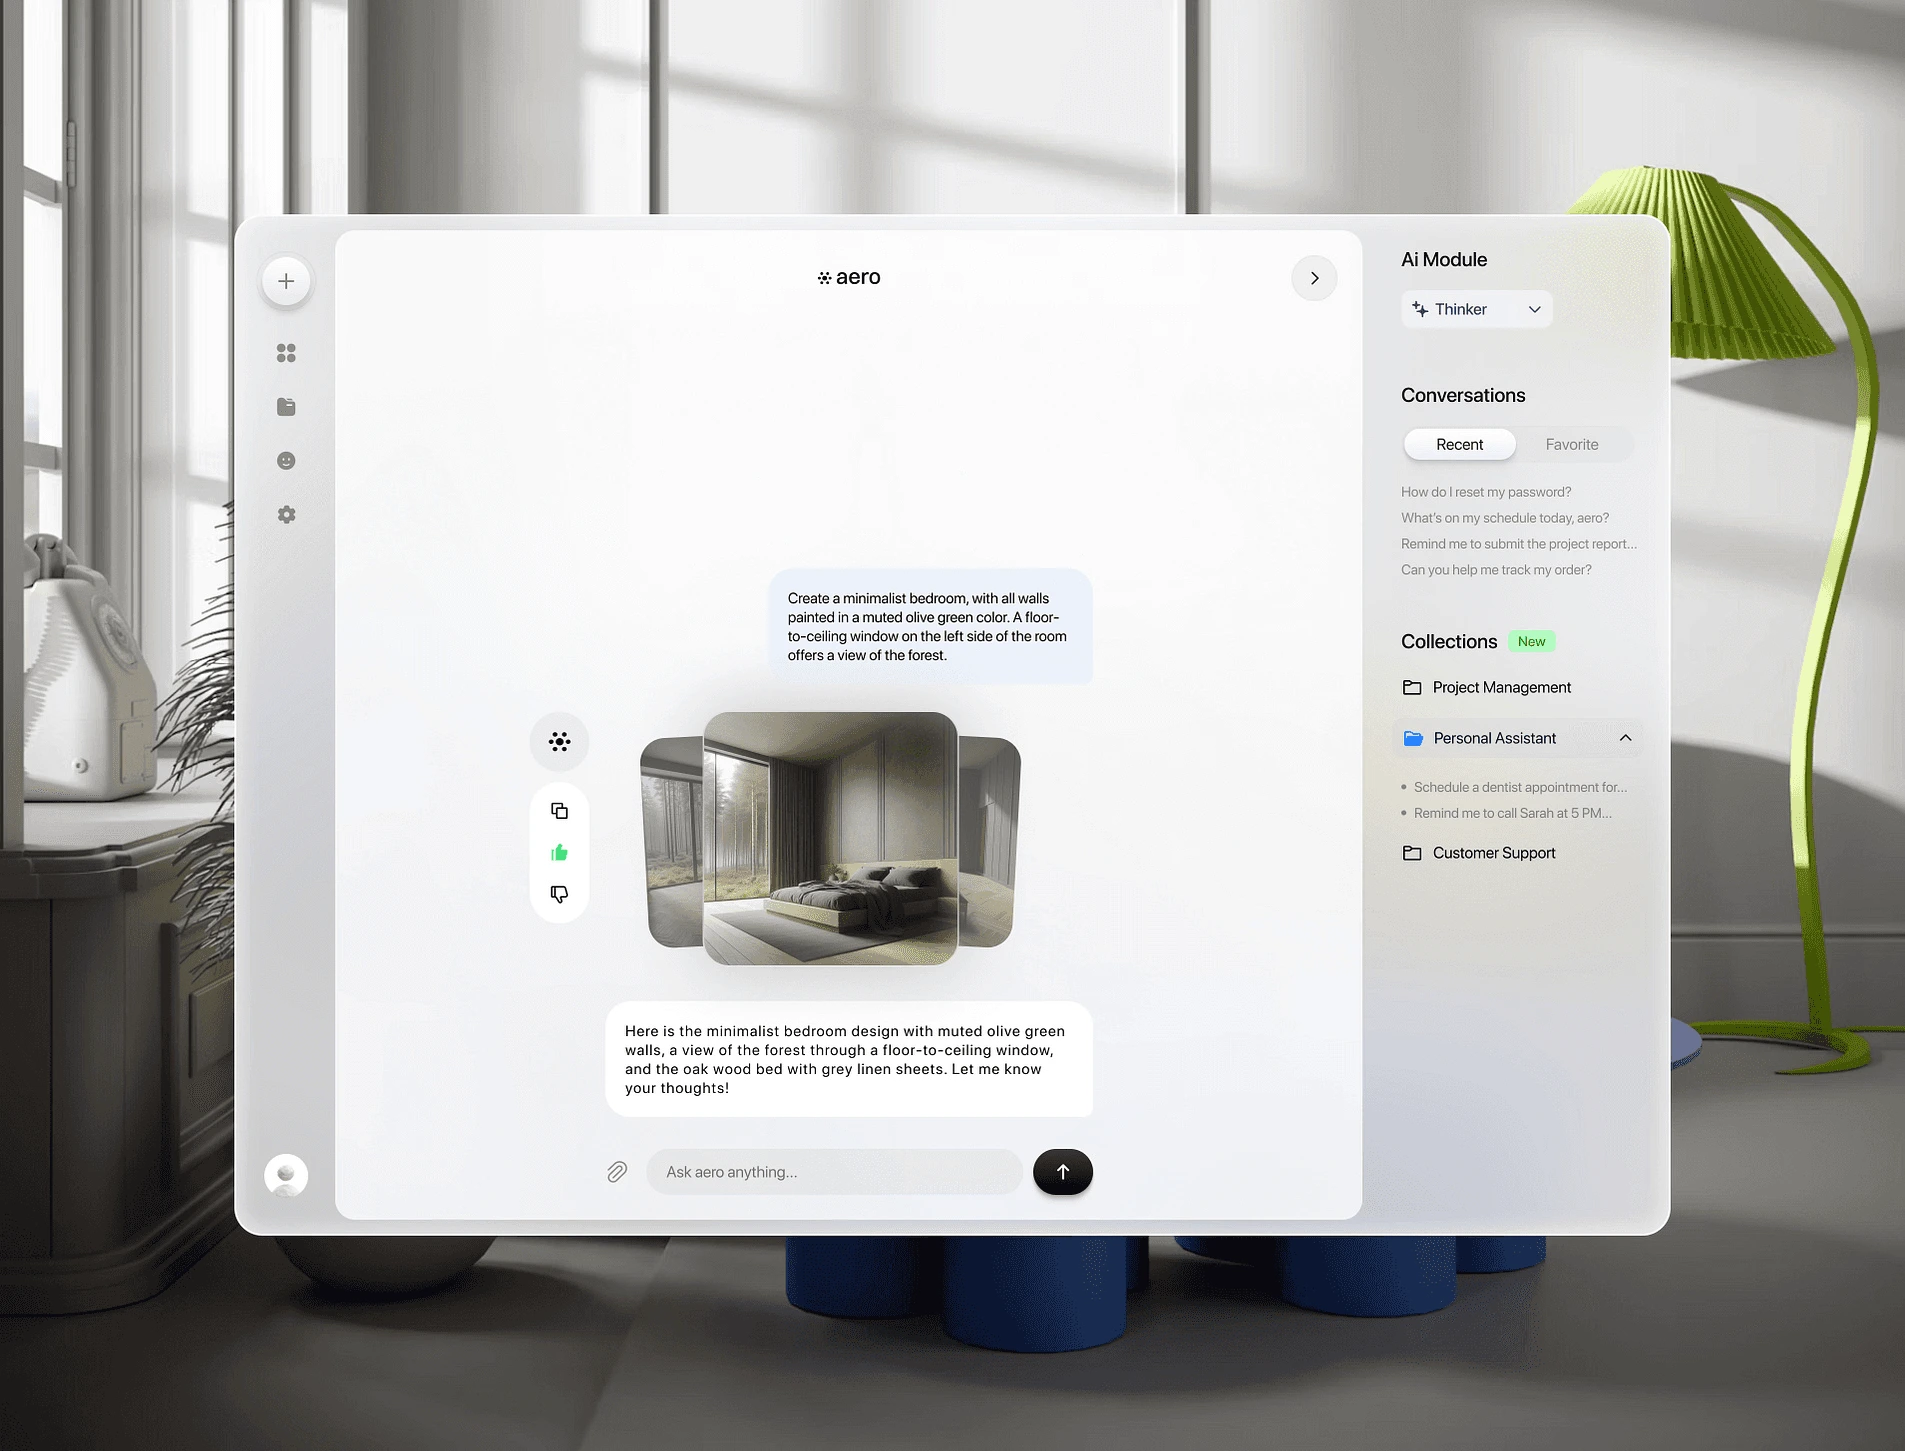 aero
Create a minimalist bedroom, with all walls
painted in a muted olive green color. A floor-
to-ceiling window on the left side of the room
offers a view of the forest.
Here is the minimalist bedroom design with muted olive green
walls, a view of the forest through a floor-to-ceiling window,
and the oak wood bed with grey linen sheets. Let me know
your thoughts!
Ask aero anything...
Ai Module
Thinker
Conversations
Recent
Favorite
How do I reset my password?
What's on my schedule today, aero?
Remind me to submit the project report...
Can you help me track my order?
Collections
New
Project Management
Personal Assistant
Schedule a dentist appointment for...
Remind me to call Sarah at 5 PM...
Customer Support